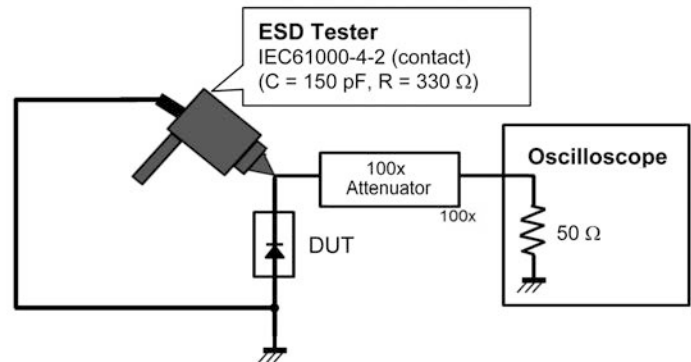 ESD Tester
IEC61000-4-2 (contact)
(C = 150 pF, R = 330 Ω)
100x
Attenuator
100x
Oscilloscope
50 Ω
DUT